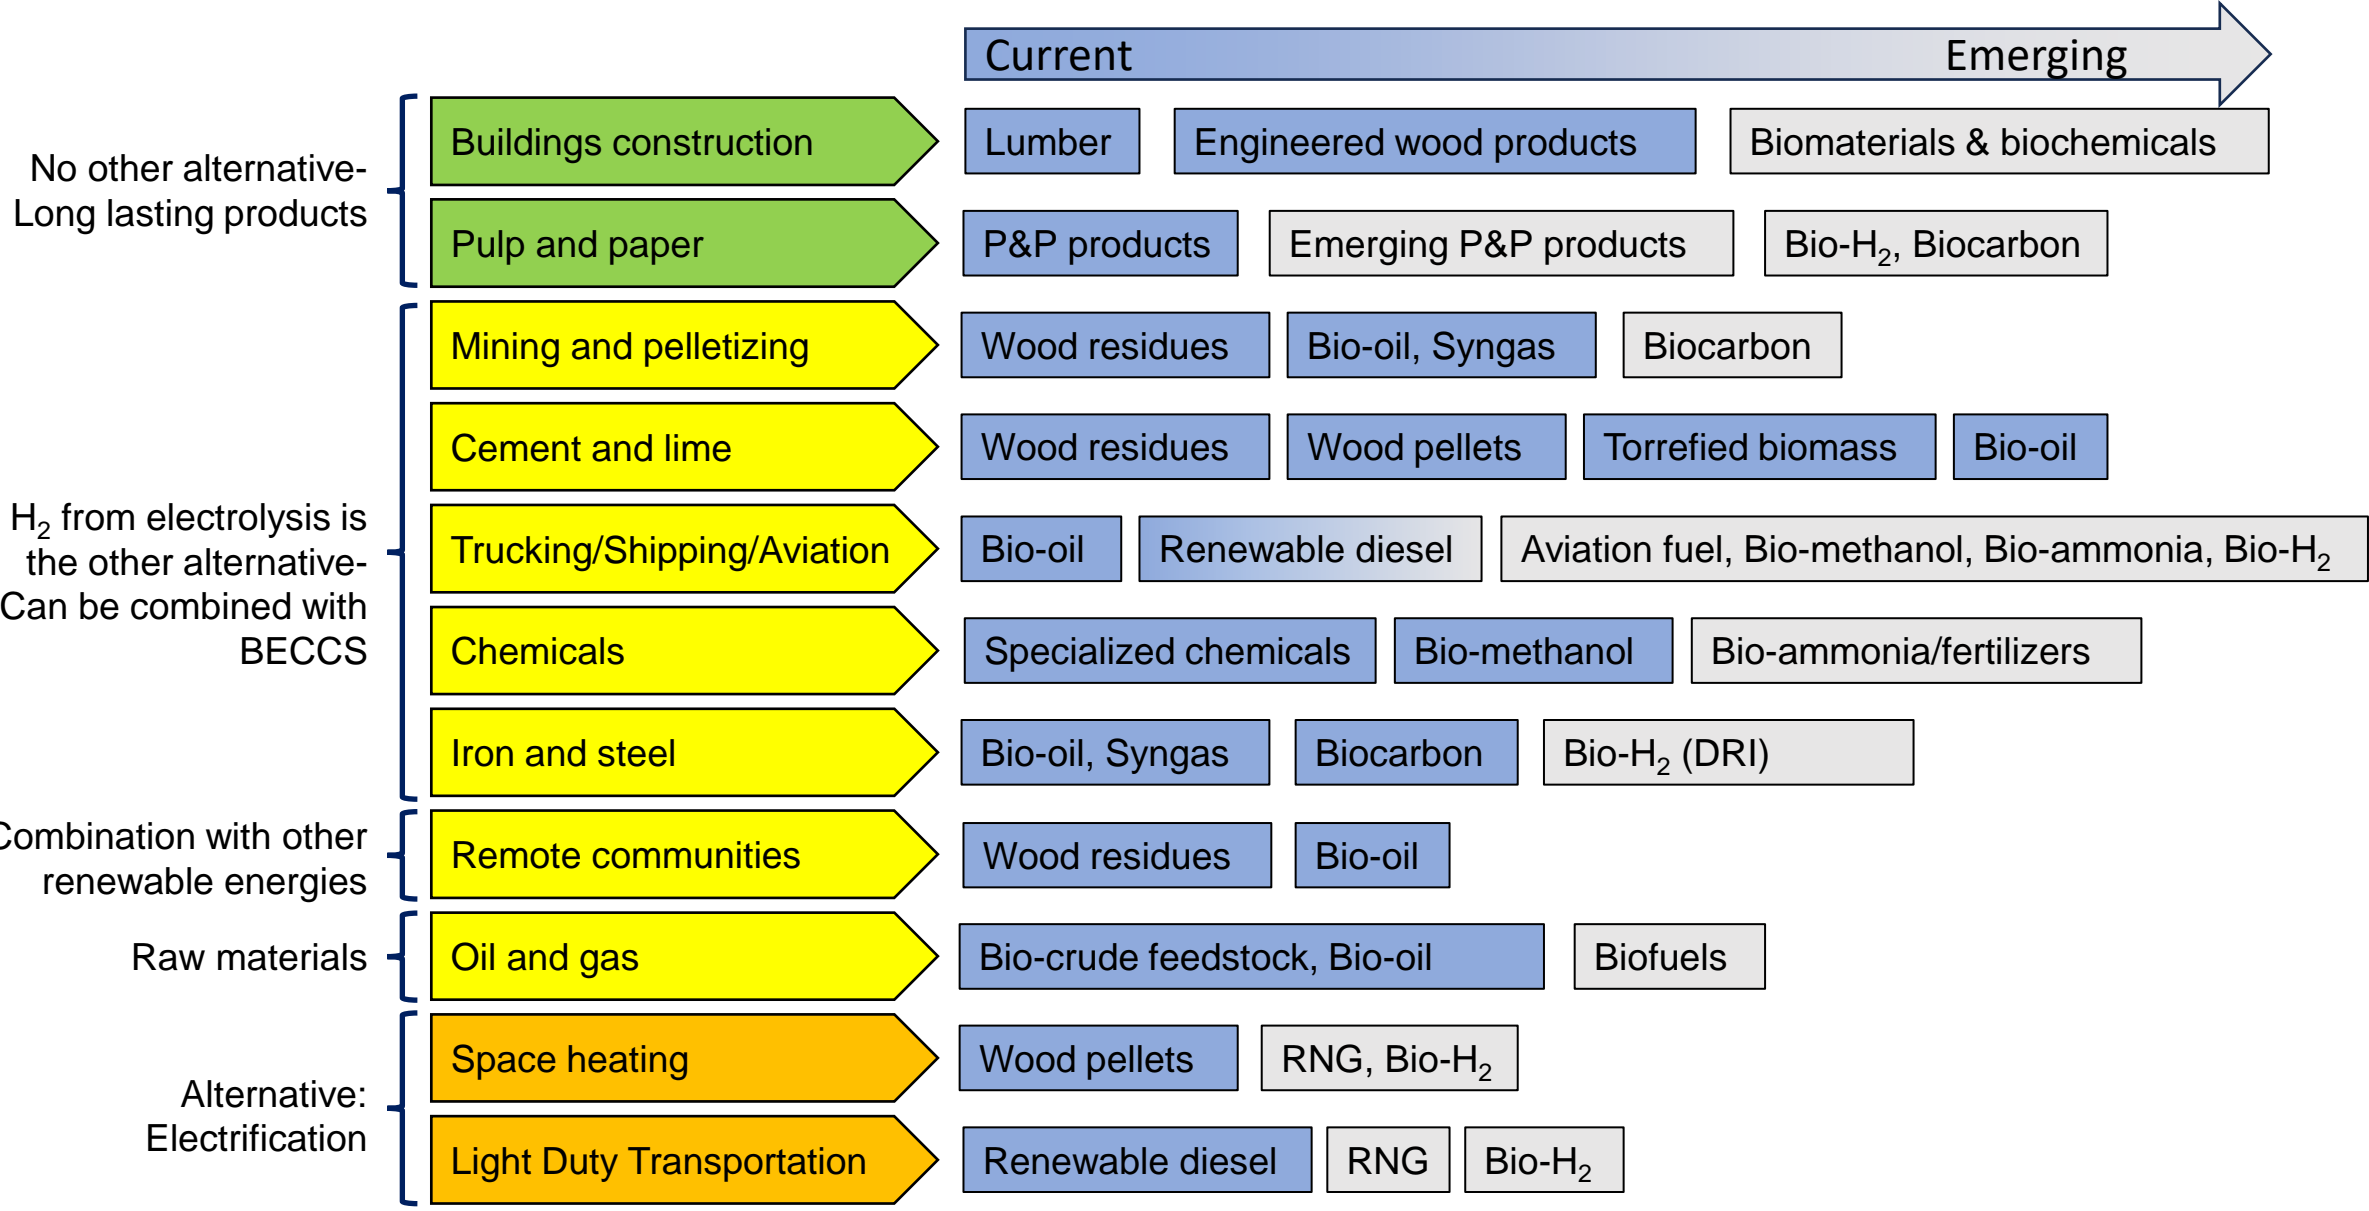 Current
Emerging
No other alternative-
Long lasting products
Buildings construction
Lumber
Engineered wood products
Biomaterials & biochemicals
Pulp and paper
P&P products
Emerging P&P products
Bio-H₂, Biocarbon
H₂ from electrolysis is
the other alternative-
Can be combined with
BECCS
Mining and pelletizing
Wood residues
Bio-oil, Syngas
Biocarbon
Cement and lime
Wood residues
Wood pellets
Torrefied biomass
Bio-oil
Trucking/Shipping/Aviation
Bio-oil
Renewable diesel
Aviation fuel, Bio-methanol, Bio-ammonia, Bio-H₂
Chemicals
Specialized chemicals
Bio-methanol
Bio-ammonia/fertilizers
Iron and steel
Bio-oil, Syngas
Biocarbon
Bio-H₂ (DRI)
Combination with other
renewable energies
Remote communities
Wood residues
Bio-oil
Raw materials
Oil and gas
Bio-crude feedstock, Bio-oil
Biofuels
Alternative:
Electrification
Space heating
Wood pellets
RNG, Bio-H₂
Light Duty Transportation
Renewable diesel
RNG
Bio-H₂